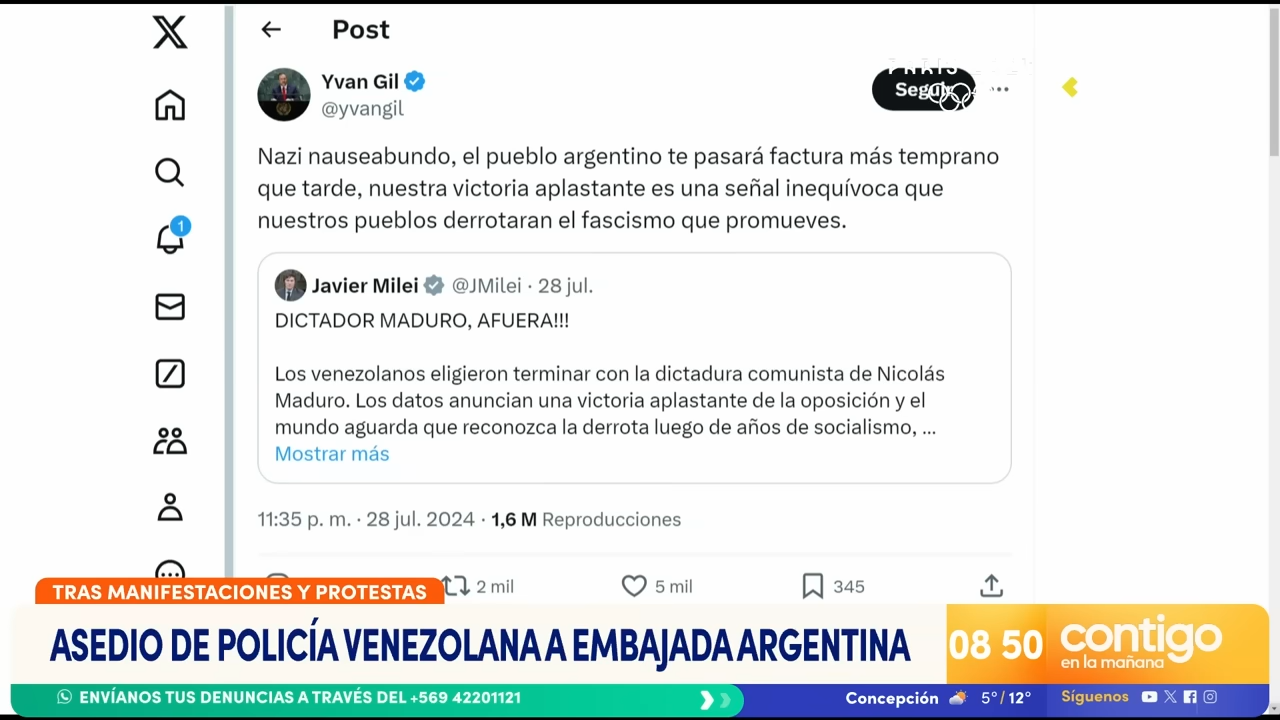 Post
Yvan Gil
@yvangil
Seguir
PARIS
Nazi nauseabundo, el pueblo argentino te pasará factura más temprano
que tarde, nuestra victoria aplastante es una señal inequívoca que
nuestros pueblos derrotaran el fascismo que promueves.
Javier Milei @JMilei · 28 jul.
DICTADOR MADURO, AFUERA!!!
Los venezolanos eligieron terminar con la dictadura comunista de Nicolás
Maduro. Los datos anuncian una victoria aplastante de la oposición y el
mundo aguarda que reconozca la derrota luego de años de socialismo, ...
Mostrar más
11:35 p. m. · 28 jul. 2024 · 1,6 M Reproducciones
2 mil 5 mil 345
1
TRAS MANIFESTACIONES Y PROTESTAS
ASEDIO DE POLICÍA VENEZOLANA A EMBAJADA ARGENTINA
08 50
contigo
en la mañana
ENVÍANOS TUS DENUNCIAS A TRAVÉS DEL +569 42201121
Concepción 5°/12°
Síguenos